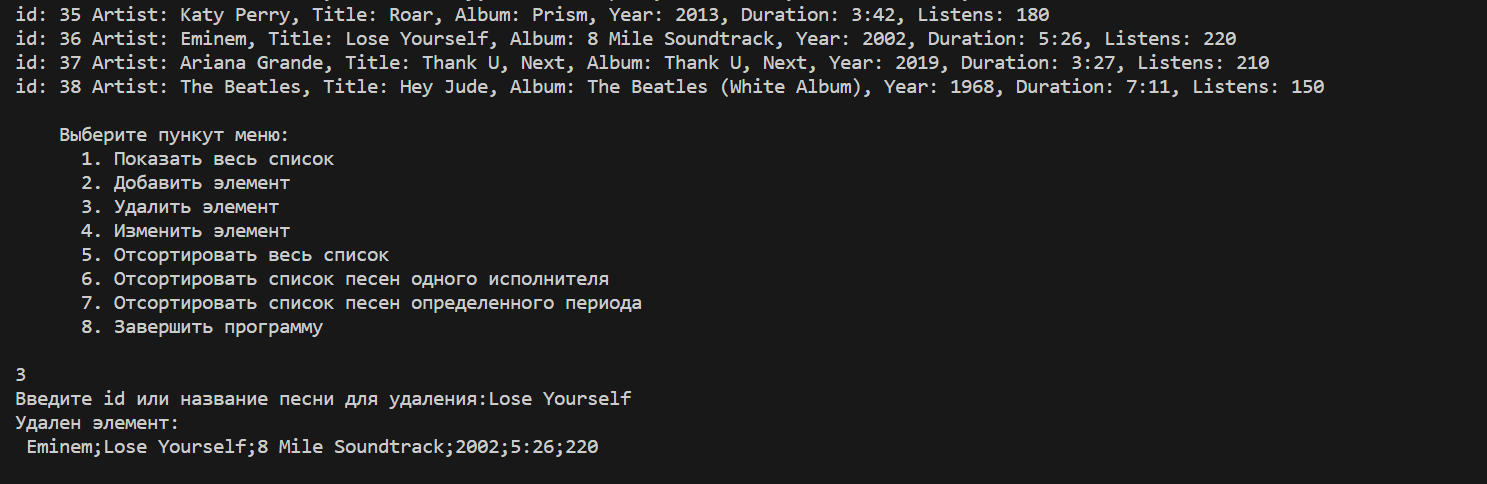 id: 35 Artist: Katy Perry, Title: Roar, Album: Prism, Year: 2013, Duration: 3:42, Listens: 180
id: 36 Artist: Eminem, Title: Lose Yourself, Album: 8 Mile Soundtrack, Year: 2002, Duration: 5:26, Listens: 220
id: 37 Artist: Ariana Grande, Title: Thank U, Next, Album: Thank U, Next, Year: 2019, Duration: 3:27, Listens: 210
id: 38 Artist: The Beatles, Title: Hey Jude, Album: The Beatles (White Album), Year: 1968, Duration: 7:11, Listens: 150
Выберите пункут меню:
1. Показать весь список
2. Добавить элемент
3. Удалить элемент
4. Изменить элемент
5. Отсортировать весь список
6. Отсортировать список песен одного исполнителя
7. Отсортировать список песен определенного периода
8. Завершить программу
3
Введите id или название песни для удаления:Lose Yourself
Удален элемент:
Eminem;Lose Yourself;8 Mile Soundtrack;2002;5:26;220